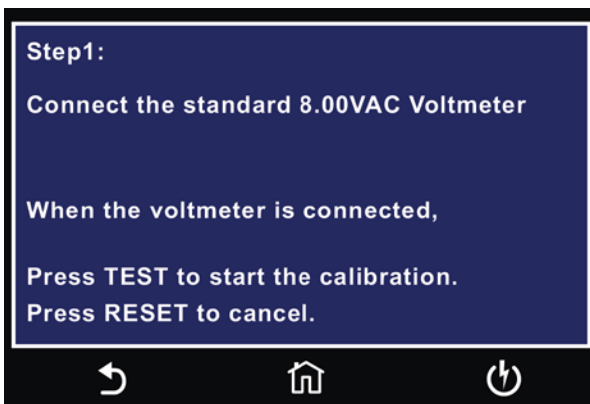 Step1:
Connect the standard 8.00VAC Voltmeter
When the voltmeter is connected,
Press TEST to start the calibration.
Press RESET to cancel.